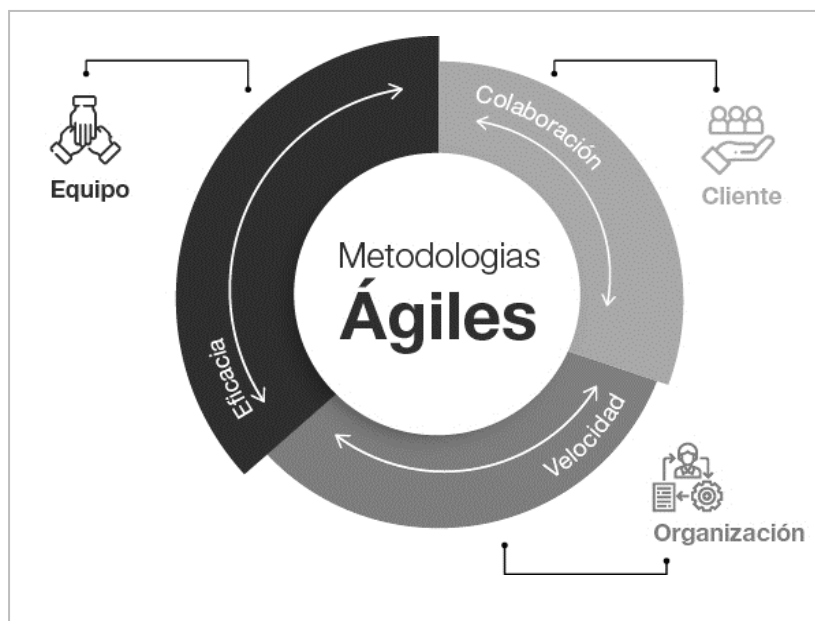 Colaboración
Equipo
Cliente
Metodologias
Ágiles
Eficacia
Velocidad
Organización